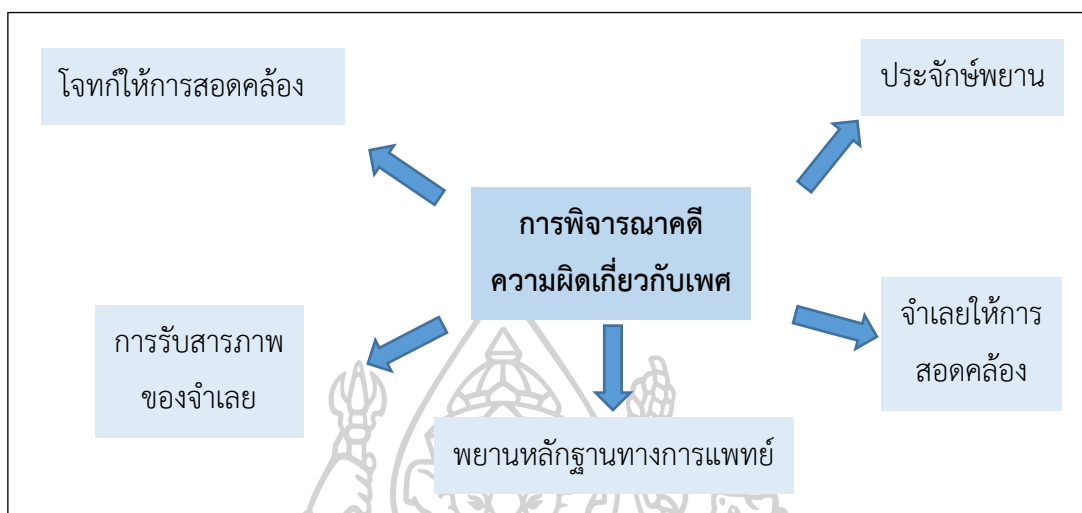 โจทก์ให้การสอดคล้อง
ประจักษ์พยาน
การพิจารณาคดี
ความผิดเกี่ยวกับเพศ
การรับสารภาพ
ของจำเลย
จำเลยให้การ
สอดคล้อง
พยานหลักฐานทางการแพทย์